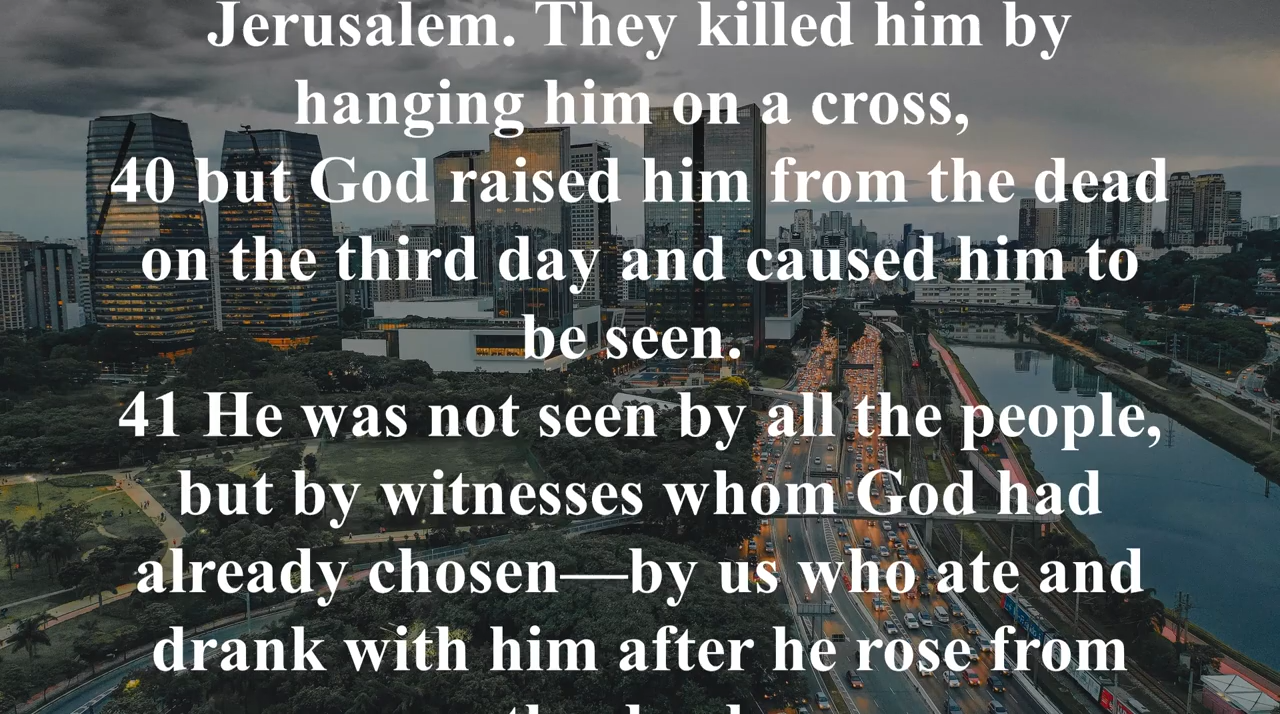 Jerusalem. They killed him by
hanging him on a cross,
40 but God raised him from the dead
on the third day and caused him to
be seen.
41 He was not seen by all the people,
but by witnesses whom God had
already chosen—by us who ate and
drank with him after he rose from